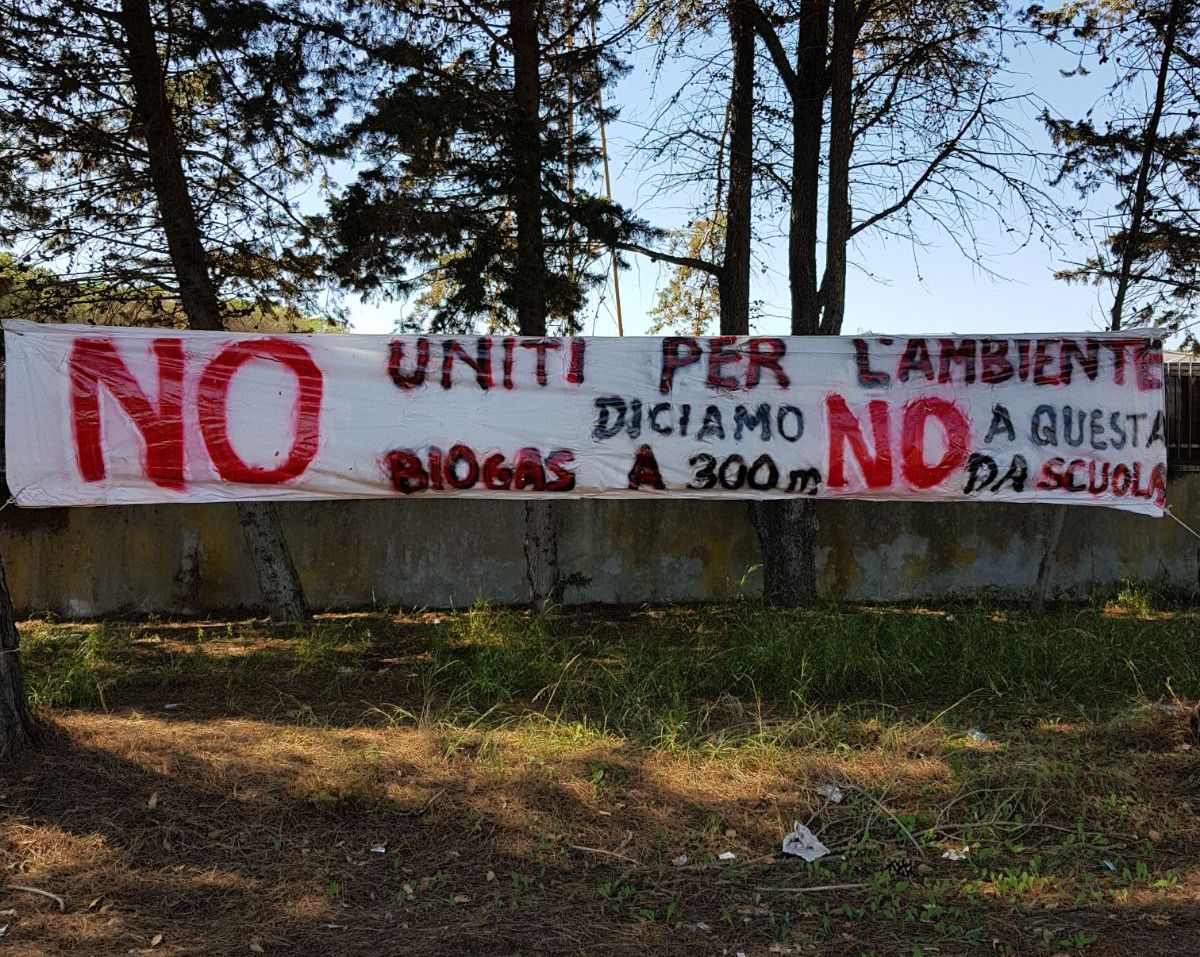 NO UNITI PER L'AMBIENTE
DICIAMO NO A QUESTA
BIOGAS A 300m DA SCUOLA